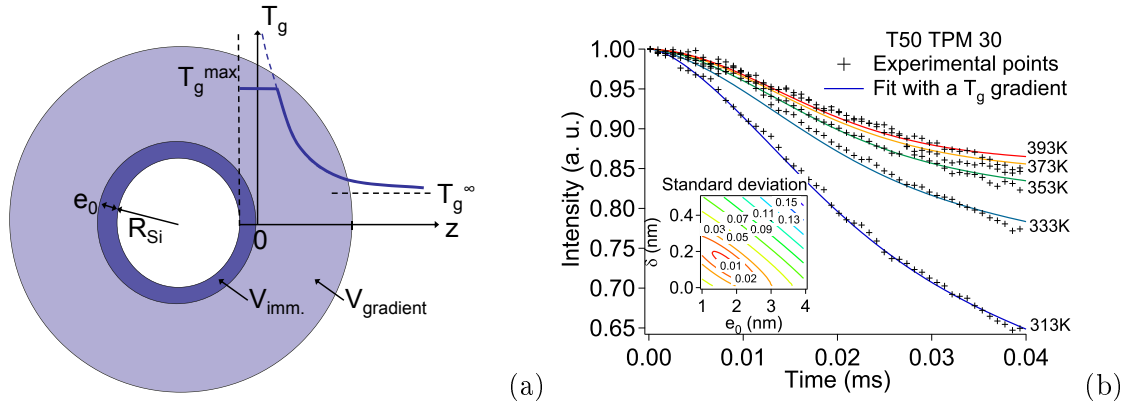 T_g
T_g^max
T_g^∞
e_0
R_Si
0
z
V_imm.
V_gradient
(a)
T50 TPM 30
Experimental points
Fit with a T_g gradient
Intensity (a. u.)
1.00
0.95
0.90
0.85
0.80
0.75
0.70
0.65
393K
373K
353K
333K
313K
Standard deviation
δ (nm)
0.4
0.2
0.0
0.15
0.13
0.11
0.09
0.07
0.05
0.03
0.01
0.02
1 2 3 4
e_0 (nm)
0.00 0.01 0.02 0.03 0.04
Time (ms)
(b)